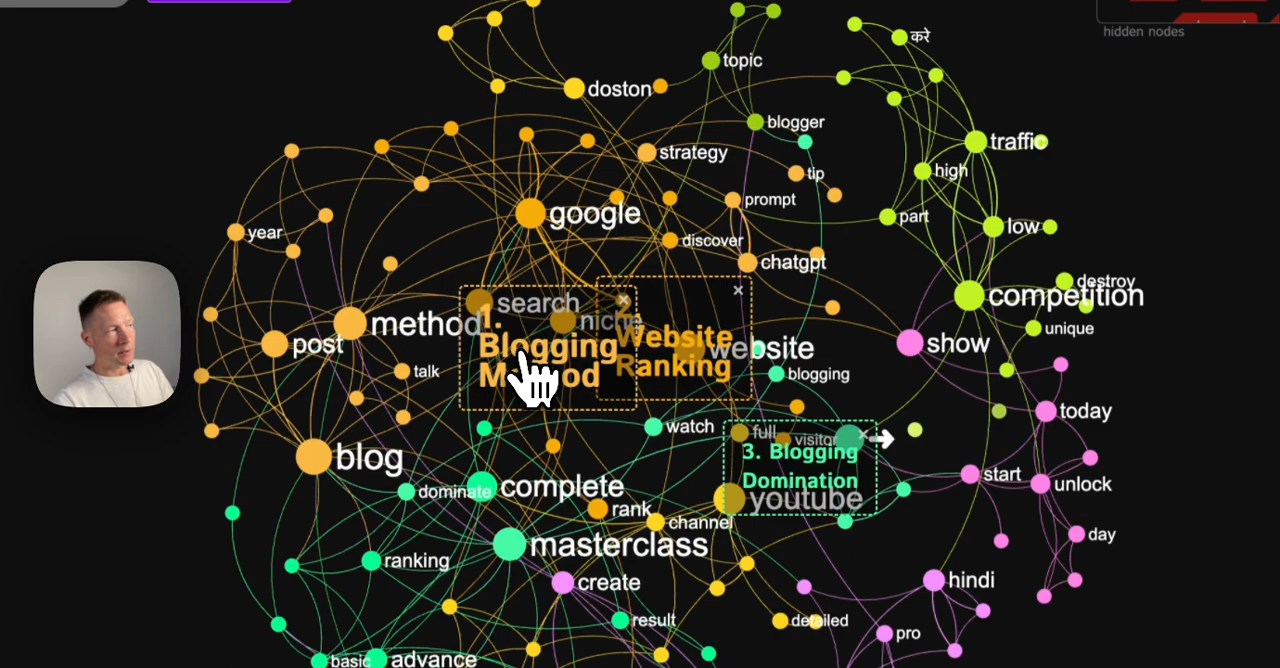 hidden nodes
करे
topic
doston
blogger
traffic
strategy
high
tip
prompt
google
part
low
year
discover
chatgpt
destroy
competition
search
niche
unique
method
1.
Blogging
Website
Ranking
website
post
show
blogging
talk
today
watch
full
visitor
3. Blogging
Domination
youtube
blog
start
unlock
complete
dominate
rank
channel
masterclass
day
ranking
create
hindi
result
detailed
pro
basic
advance